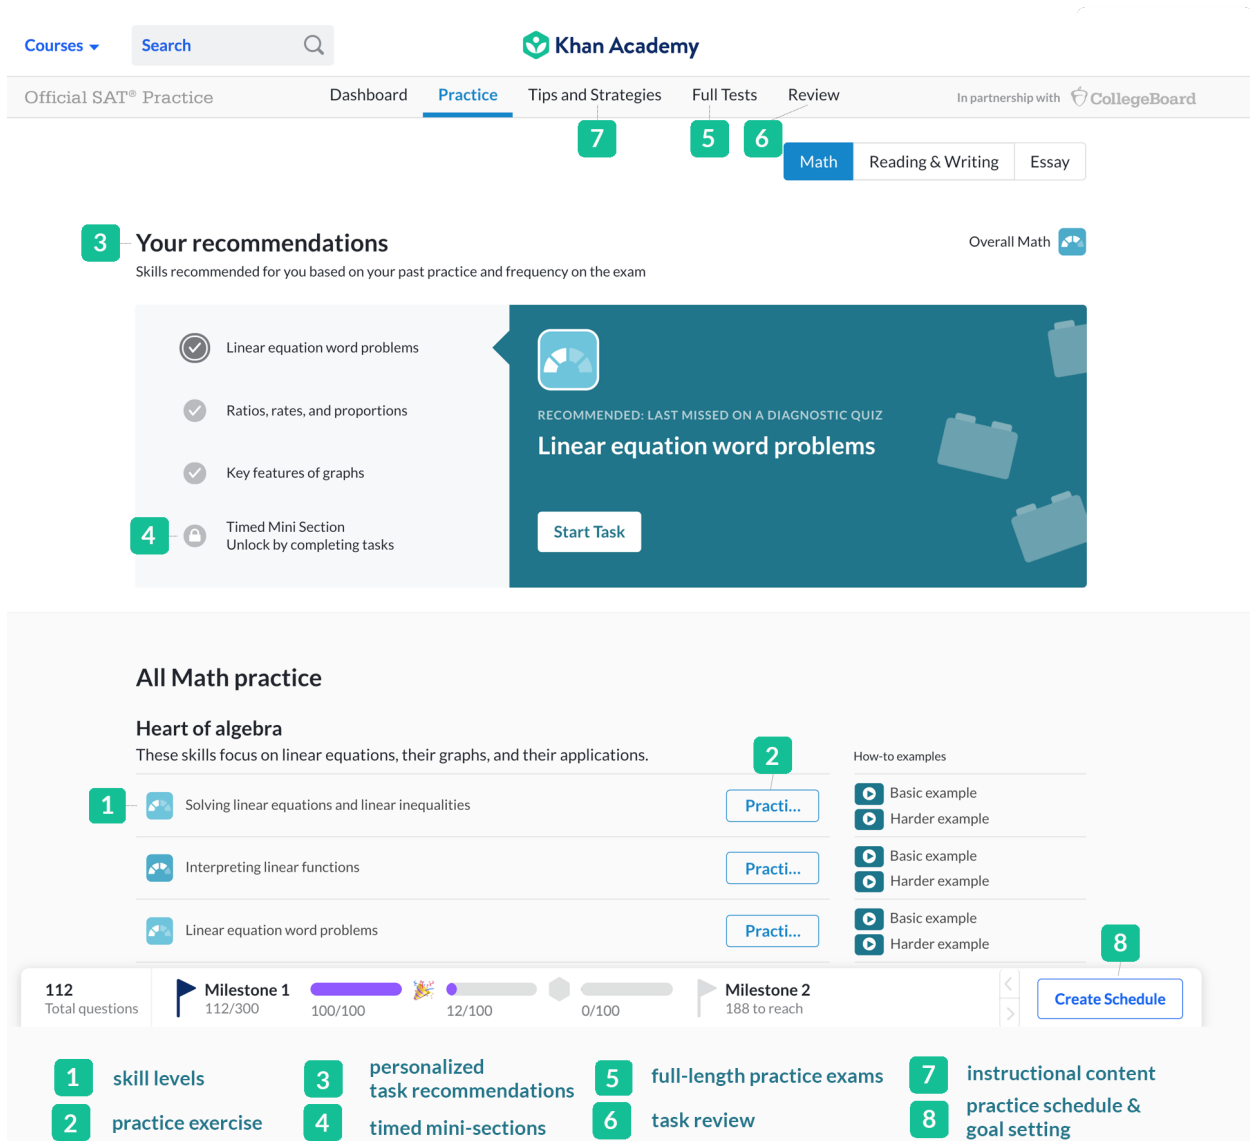 Courses
Search
Khan Academy
Official SAT® Practice
Dashboard
Practice
Tips and Strategies
Full Tests
Review
In partnership with CollegeBoard
7
5
6
Math
Reading & Writing
Essay
3
Your recommendations
Overall Math
Skills recommended for you based on your past practice and frequency on the exam
Linear equation word problems
Ratios, rates, and proportions
Key features of graphs
4
Timed Mini Section
Unlock by completing tasks
RECOMMENDED: LAST MISSED ON A DIAGNOSTIC QUIZ
Linear equation word problems
Start Task
All Math practice
Heart of algebra
These skills focus on linear equations, their graphs, and their applications.
2
How-to examples
1
Solving linear equations and linear inequalities
Practi...
Basic example
Harder example
Interpreting linear functions
Practi...
Basic example
Harder example
Linear equation word problems
Practi...
Basic example
Harder example
8
112
Total questions
Milestone 1
112/300
100/100
12/100
0/100
Milestone 2
188 to reach
Create Schedule
1 skill levels
2 practice exercise
3 personalized
task recommendations
4 timed mini-sections
5 full-length practice exams
6 task review
7 instructional content
8 practice schedule &
goal setting